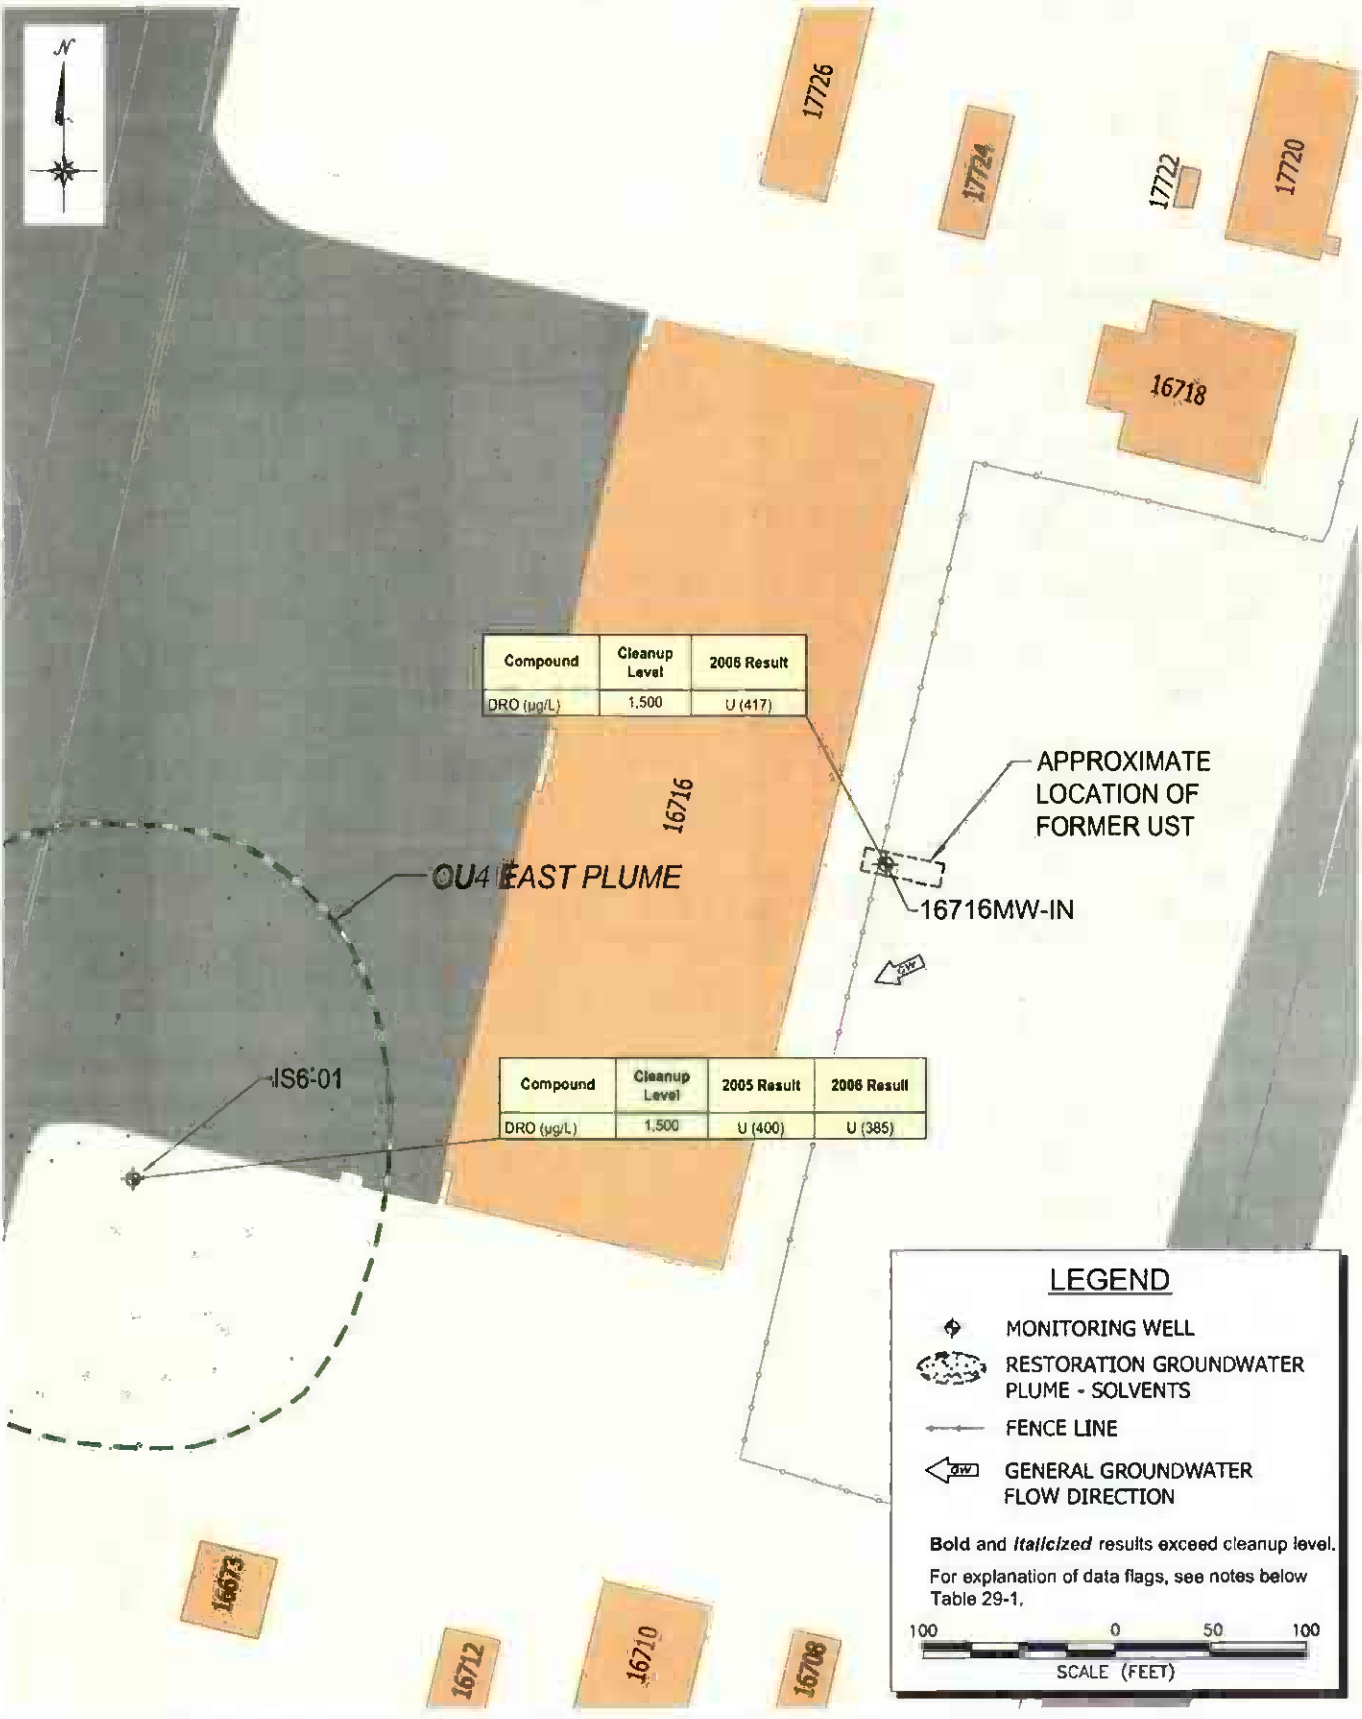 N
17726
17724
17722
17720
16718
Compound
Cleanup
Level
2006 Result
DRO (µg/L)
1,500
U (417)
16716
APPROXIMATE
LOCATION OF
FORMER UST
OU4 EAST PLUME
16716MW-IN
GW
IS6-01
Compound
Cleanup
Level
2005 Result
2006 Result
DRO (µg/L)
1,500
U (400)
U (385)
LEGEND
MONITORING WELL
RESTORATION GROUNDWATER
PLUME - SOLVENTS
FENCE LINE
GW
GENERAL GROUNDWATER
FLOW DIRECTION
Bold and Italicized results exceed cleanup level.
For explanation of data flags, see notes below
Table 29-1.
100 0 50 100
SCALE (FEET)
16673
16712
16710
16708